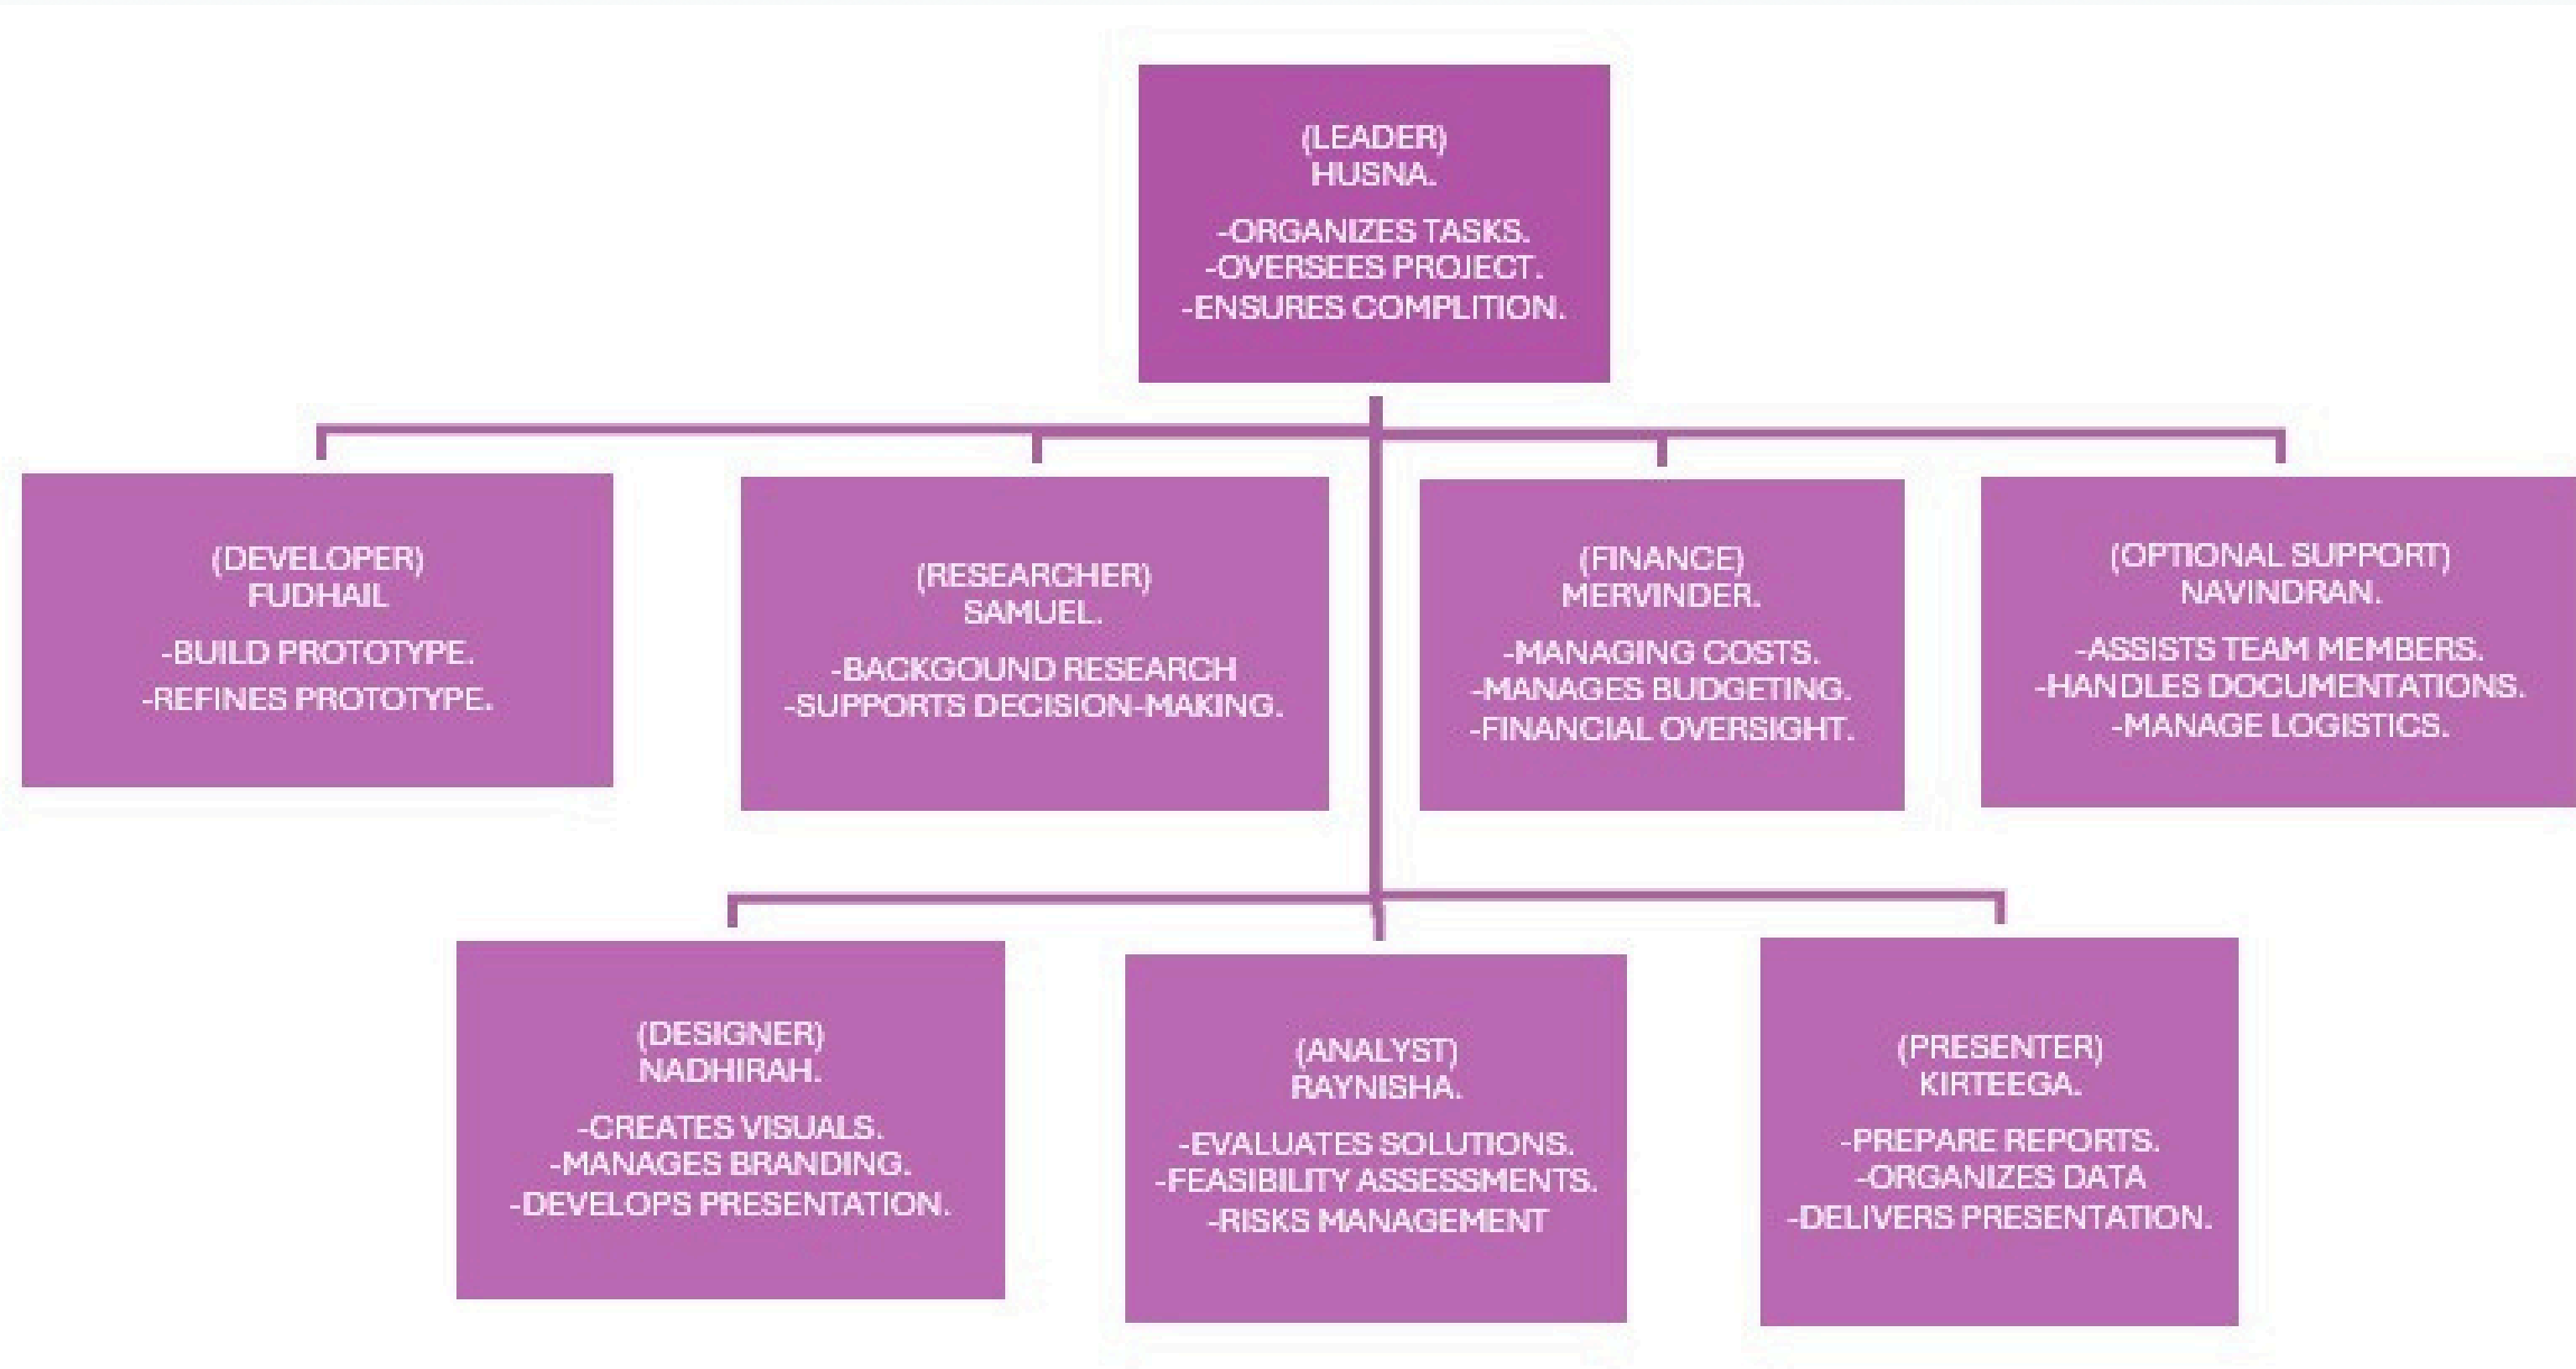 (LEADER)
HUSNA.
-ORGANIZES TASKS.
-OVERSEES PROJECT.
-ENSURES COMPLITION.
(DEVELOPER)
FUDHAIL
-BUILD PROTOTYPE.
-REFINES PROTOTYPE.
(RESEARCHER)
SAMUEL.
-BACKGOUND RESEARCH
-SUPPORTS DECISION-MAKING.
(FINANCE)
MERVINDER.
-MANAGING COSTS.
-MANAGES BUDGETING.
-FINANCIAL OVERSIGHT.
(OPTIONAL SUPPORT)
NAVINDRAN.
-ASSISTS TEAM MEMBERS.
-HANDLES DOCUMENTATIONS.
-MANAGE LOGISTICS.
(DESIGNER)
NADHIRAH.
-CREATES VISUALS.
-MANAGES BRANDING.
-DEVELOPS PRESENTATION.
(ANALYST)
RAYNISHA.
-EVALUATES SOLUTIONS.
-FEASIBILITY ASSESSMENTS.
-RISKS MANAGEMENT
(PRESENTER)
KIRTEEGA.
-PREPARE REPORTS.
-ORGANIZES DATA
-DELIVERS PRESENTATION.